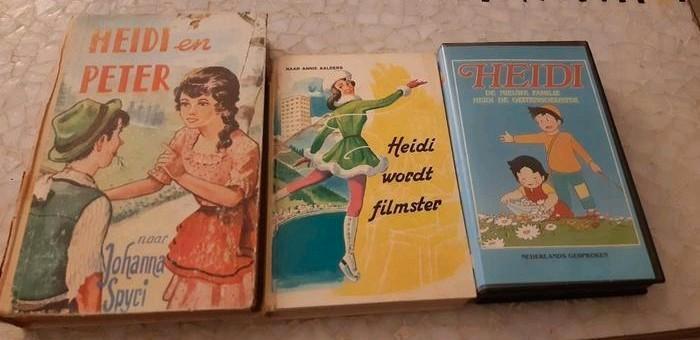 HEIDI en
PETER
naar
Johanna
Spyri
NAAR ANNIE AALBERS
Heidi
wordt
filmster
HEIDI
DE NIEUWE FAMILIE
HEIDI DE GEITENHOEDSTER
NEDERLANDS GESPROKEN